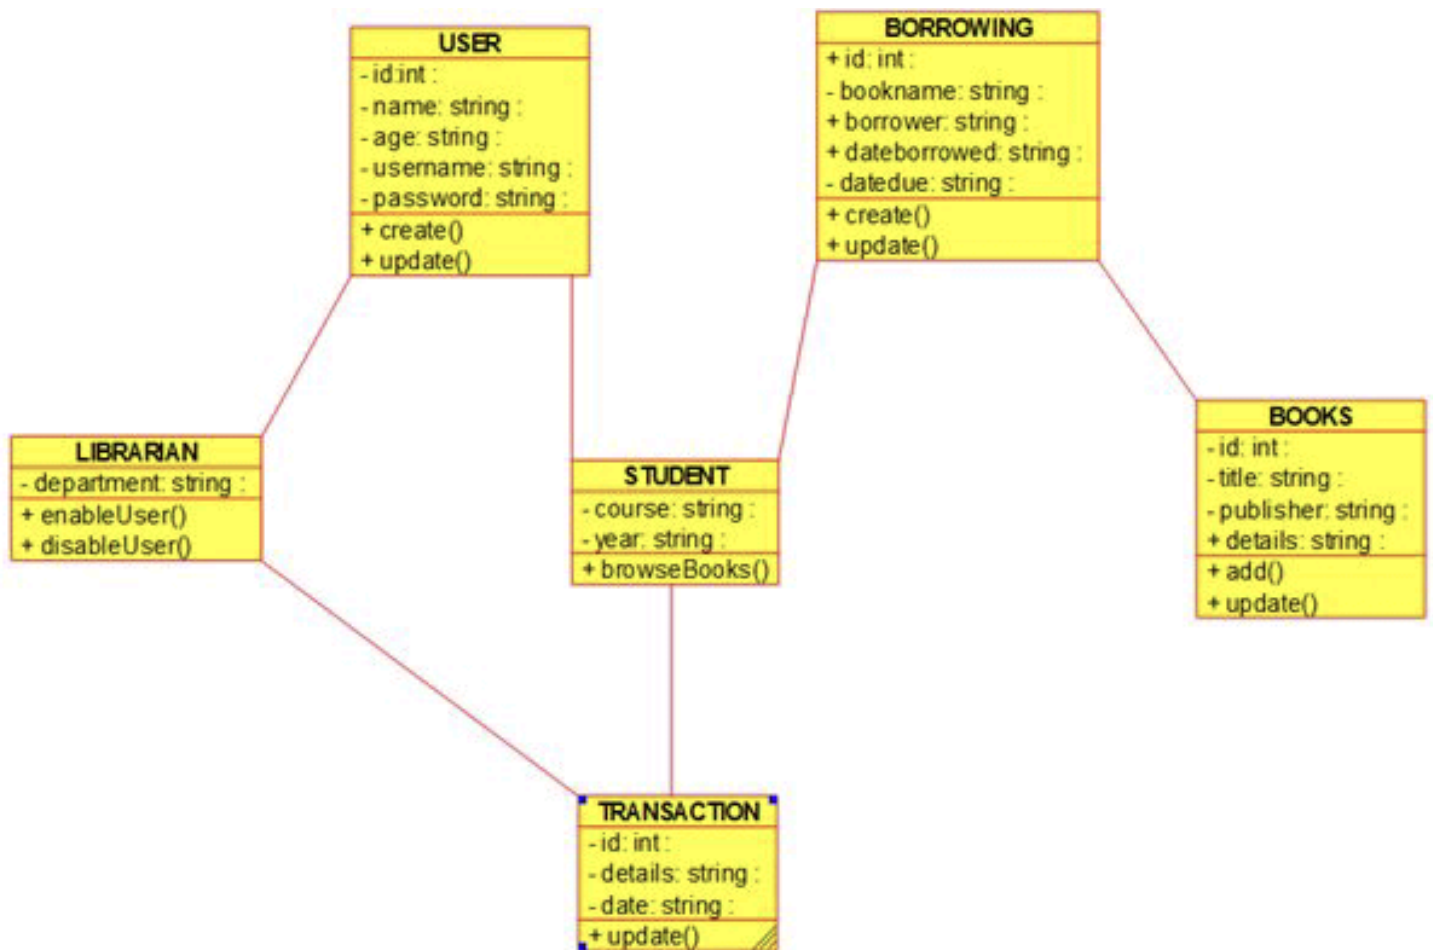 USER
- id:int :
- name: string :
- age: string :
- username: string :
- password: string :
+ create()
+ update()
BORROWING
+ id: int :
- bookname: string :
+ borrower: string :
+ dateborrowed: string :
- datedue: string :
+ create()
+ update()
LIBRARIAN
- department: string :
+ enableUser()
+ disableUser()
STUDENT
- course: string :
- year: string :
+ browseBooks()
BOOKS
- id: int :
- title: string :
- publisher: string :
+ details: string :
+ add()
+ update()
TRANSACTION
- id: int :
- details: string :
- date: string :
+ update()